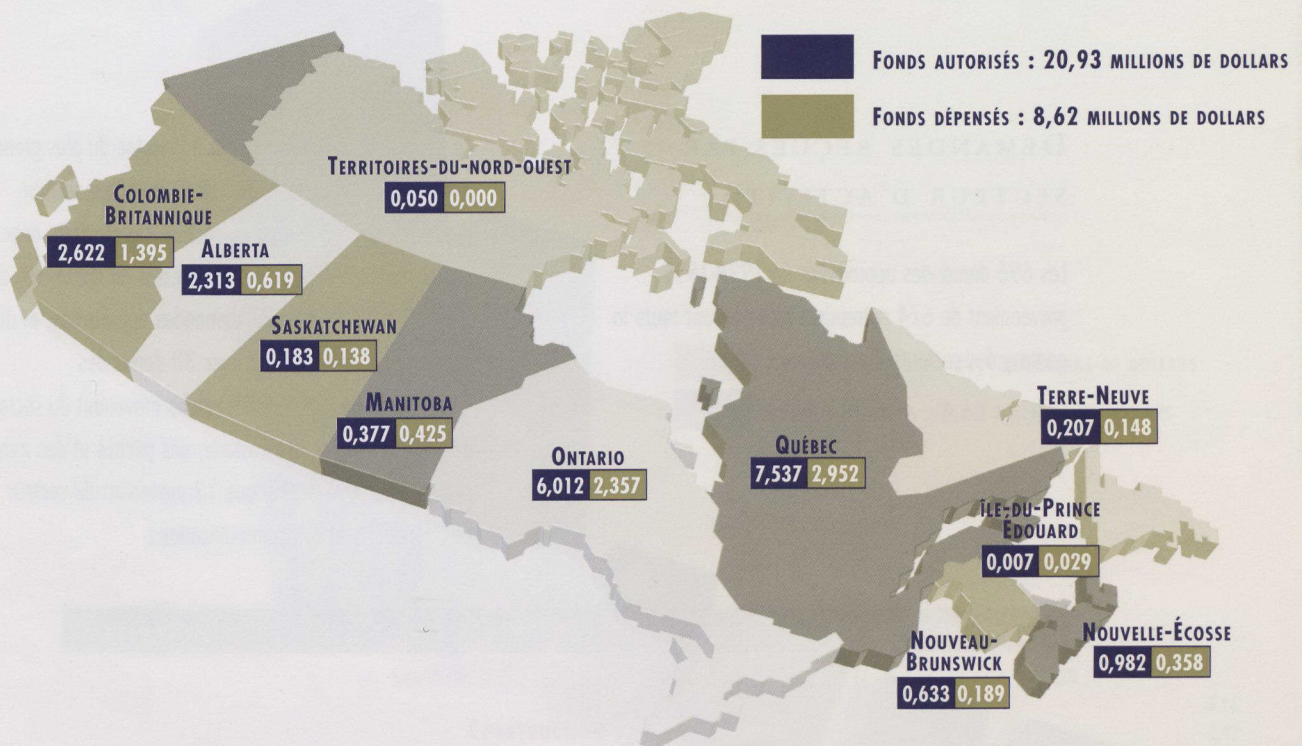 FONDS AUTORISÉS : 20,93 MILLIONS DE DOLLARS
FONDS DÉPENSÉS : 8,62 MILLIONS DE DOLLARS
TERRITOIRES-DU-NORD-OUEST
0,050 0,000
COLOMBIE-
BRITANNIQUE
2,622 1,395
ALBERTA
2,313 0,619
SASKATCHEWAN
0,183 0,138
MANITOBA
0,377 0,425
ONTARIO
6,012 2,357
QUÉBEC
7,537 2,952
TERRE-NEUVE
0,207 0,148
ÎLE-DU-PRINCE
ÉDOUARD
0,007 0,029
NOUVEAU-
BRUNSWICK
0,633 0,189
NOUVELLE-ÉCOSSE
0,982 0,358